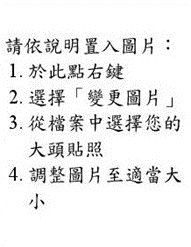 請依說明置入圖片：
1. 於此點右鍵
2. 選擇「變更圖片」
3. 從檔案中選擇您的
大頭貼照
4. 調整圖片至適當大
小